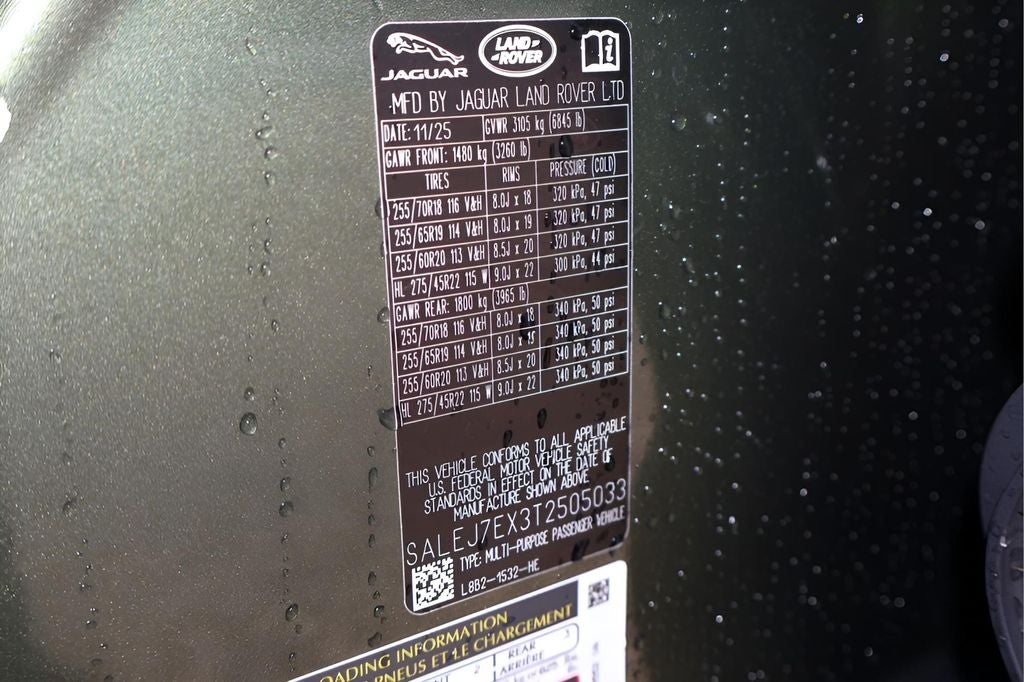 JAGUAR LAND ROVER i
MFD BY JAGUAR LAND ROVER LTD
DATE: 11/25 GVWR 3105 kg (6845 lb)
GAWR FRONT: 1480 kg (3260 lb)
TIRES RIMS PRESSURE (COLD)
255/70R18 116 V&H 8.0J x 18 320 kPa, 47 psi
255/65R19 114 V&H 8.0J x 19 320 kPa, 47 psi
255/60R20 113 V&H 8.5J x 20 320 kPa, 47 psi
HL 275/45R22 115 W 9.0J x 22 300 kPa, 44 psi
GAWR REAR: 1800 kg (3965 lb)
255/70R18 116 V&H 8.0J x 18 340 kPa, 50 psi
255/65R19 114 V&H 8.0J x 340 kPa, 50 psi
255/60R20 113 V&H 8.5J x 20 340 kPa, 50 psi
HL 275/45R22 115 W 9.0J x 22 340 kPa, 50 psi
THIS VEHICLE CONFORMS TO ALL APPLICABLE
U.S. FEDERAL MOTOR VEHICLE SAFETY
STANDARDS IN EFFECT ON THE DATE OF
MANUFACTURE SHOWN ABOVE
SALEJ7EX3T2505033
TYPE: MULTI-PURPOSE PASSENGER VEHICLE
L8B2-1532-HE
OADING INFORMATION
PNEUS ET LE CHARGEMENT
2 REAR 3
ARRIÈRE